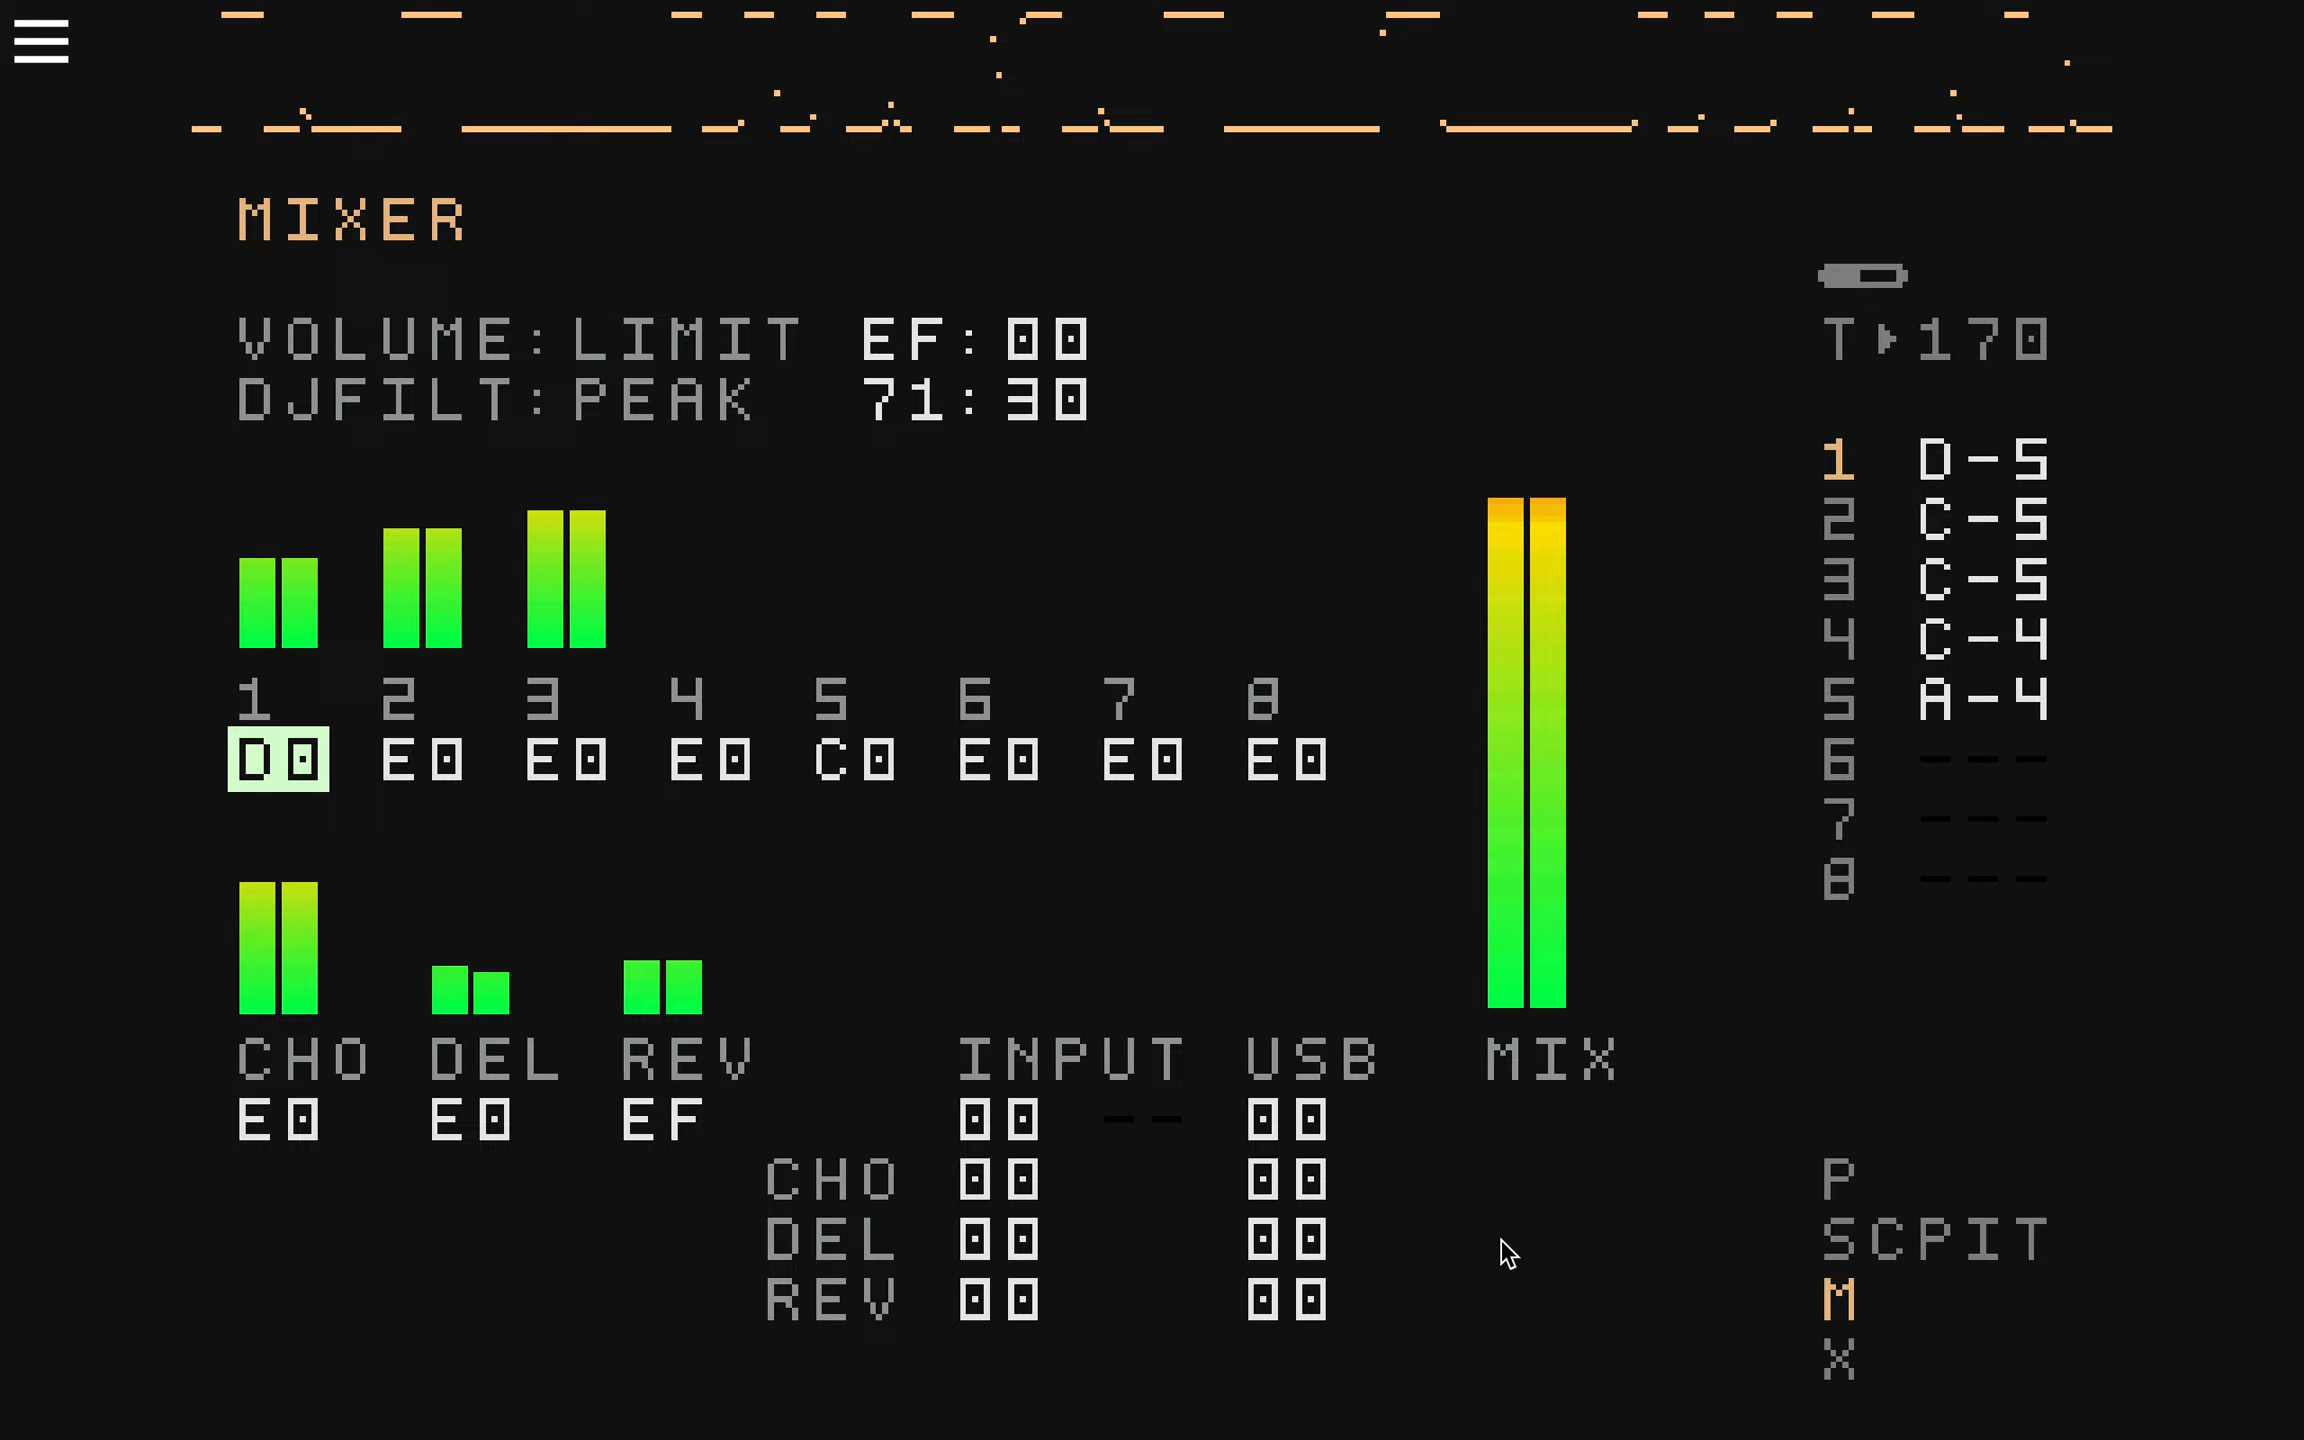 MIXER
VOLUME:LIMIT EF:00
DJFILT:PEAK 71:30
1 2 3 4 5 6 7 8
D0 E0 E0 E0 C0 E0 E0 E0
CHO DEL REV INPUT USB MIX
E0 E0 EF 00 -- 00
CHO 00 00
DEL 00 00
REV 00 00
T▶170
1 D-5
2 C-5
3 C-5
4 C-4
5 A-4
6 ---
7 ---
8 ---
P
SCPIT
M
X